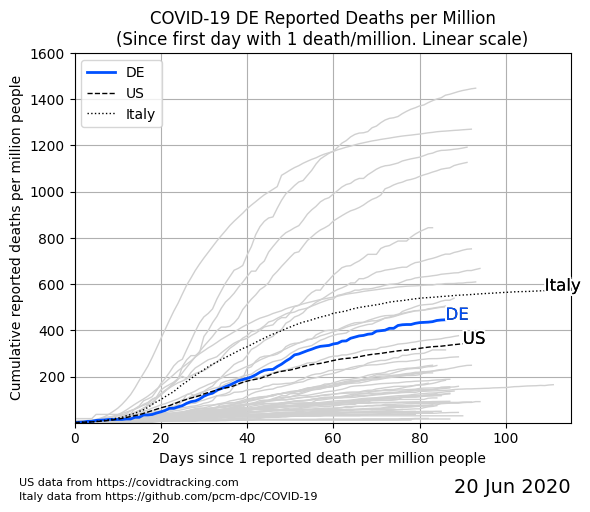 COVID-19 DE Reported Deaths per Million
(Since first day with 1 death/million. Linear scale)
Cumulative reported deaths per million people
1600
1400
1200
1000
800
600
400
200
DE
US
Italy
Italy
DE
US
0
20
40
60
80
100
Days since 1 reported death per million people
US data from https://covidtracking.com
Italy data from https://github.com/pcm-dpc/COVID-19
20 Jun 2020